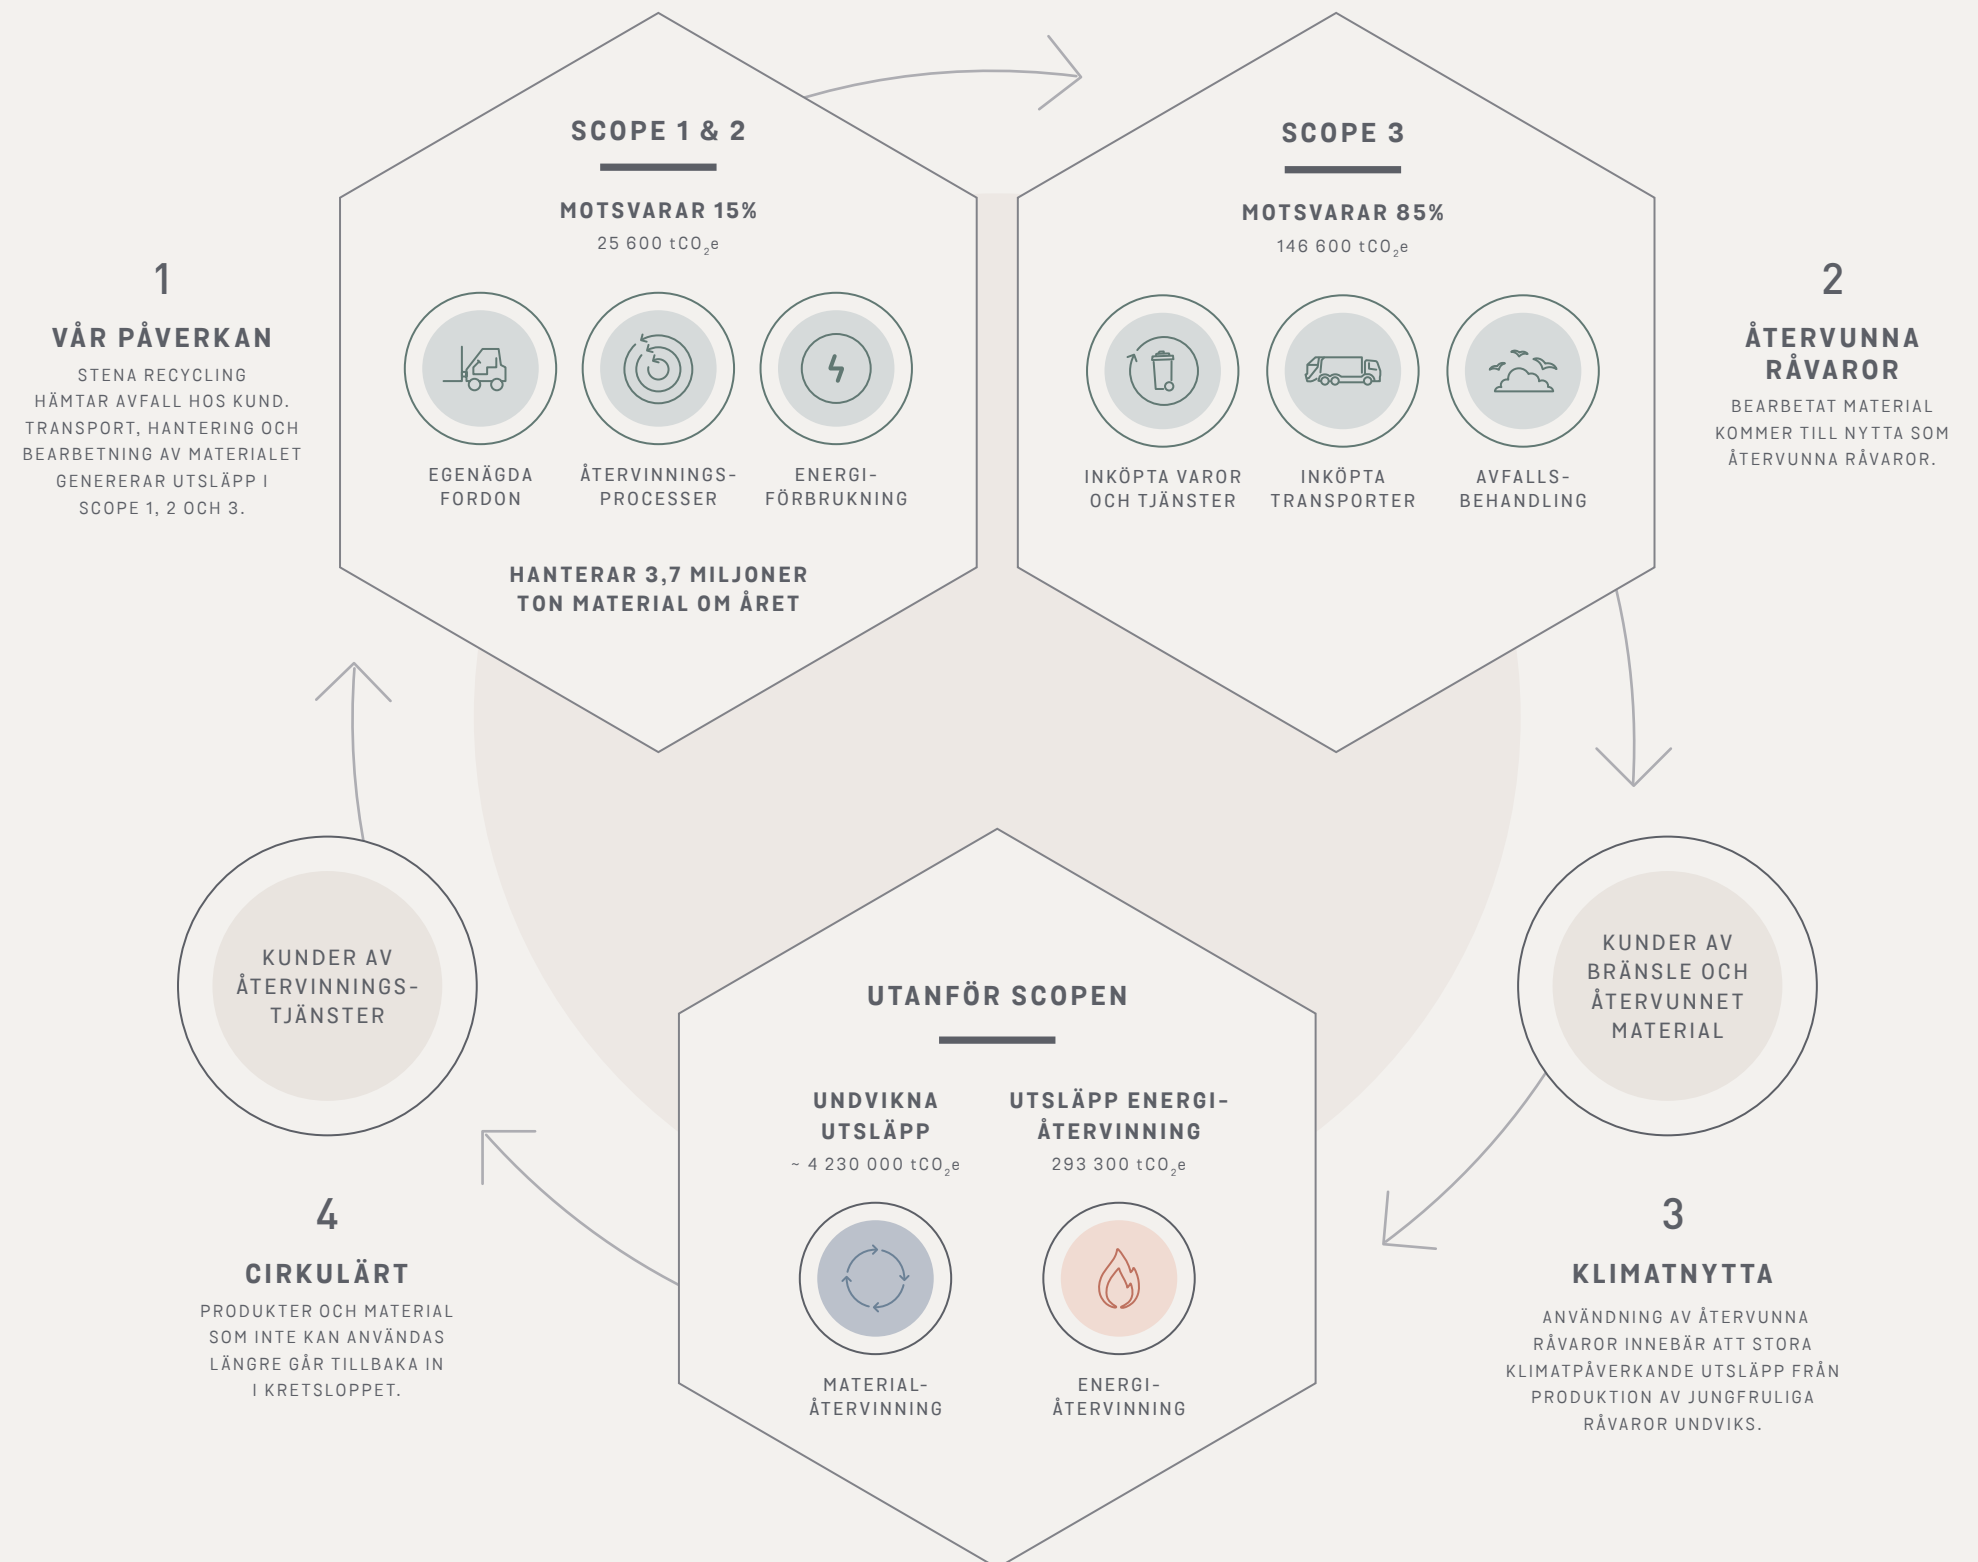 SCOPE 1 & 2
MOTSVARAR 15%
25 600 tCO₂e
EGENÄGDA
FORDON
ÅTERVINNINGS-
PROCESSER
ENERGI-
FÖRBRUKNING
HANTERAR 3,7 MILJONER
TON MATERIAL OM ÅRET
SCOPE 3
MOTSVARAR 85%
146 600 tCO₂e
INKÖPTA VAROR
OCH TJÄNSTER
INKÖPTA
TRANSPORTER
AVFALLS-
BEHANDLING
1
VÅR PÅVERKAN
STENA RECYCLING
HÄMTAR AVFALL HOS KUND.
TRANSPORT, HANTERING OCH
BEARBETNING AV MATERIALET
GENERERAR UTSLÄPP I
SCOPE 1, 2 OCH 3.
2
ÅTERVUNNA
RÅVAROR
BEARBETAT MATERIAL
KOMMER TILL NYTTA SOM
ÅTERVUNNA RÅVAROR.
KUNDER AV
BRÄNSLE OCH
ÅTERVUNNET
MATERIAL
3
KLIMATNYTTA
ANVÄNDNING AV ÅTERVUNNA
RÅVAROR INNEBÄR ATT STORA
KLIMATPÅVERKANDE UTSLÄPP FRÅN
PRODUKTION AV JUNGFRULIGA
RÅVAROR UNDVIKS.
UTANFÖR SCOPEN
UNDVIKNA
UTSLÄPP
~ 4 230 000 tCO₂e
MATERIAL-
ÅTERVINNING
UTSLÄPP ENERGI-
ÅTERVINNING
293 300 tCO₂e
ENERGI-
ÅTERVINNING
KUNDER AV
ÅTERVINNINGS-
TJÄNSTER
4
CIRKULÄRT
PRODUKTER OCH MATERIAL
SOM INTE KAN ANVÄNDAS
LÄNGRE GÅR TILLBAKA IN
I KRETSLOPPET.